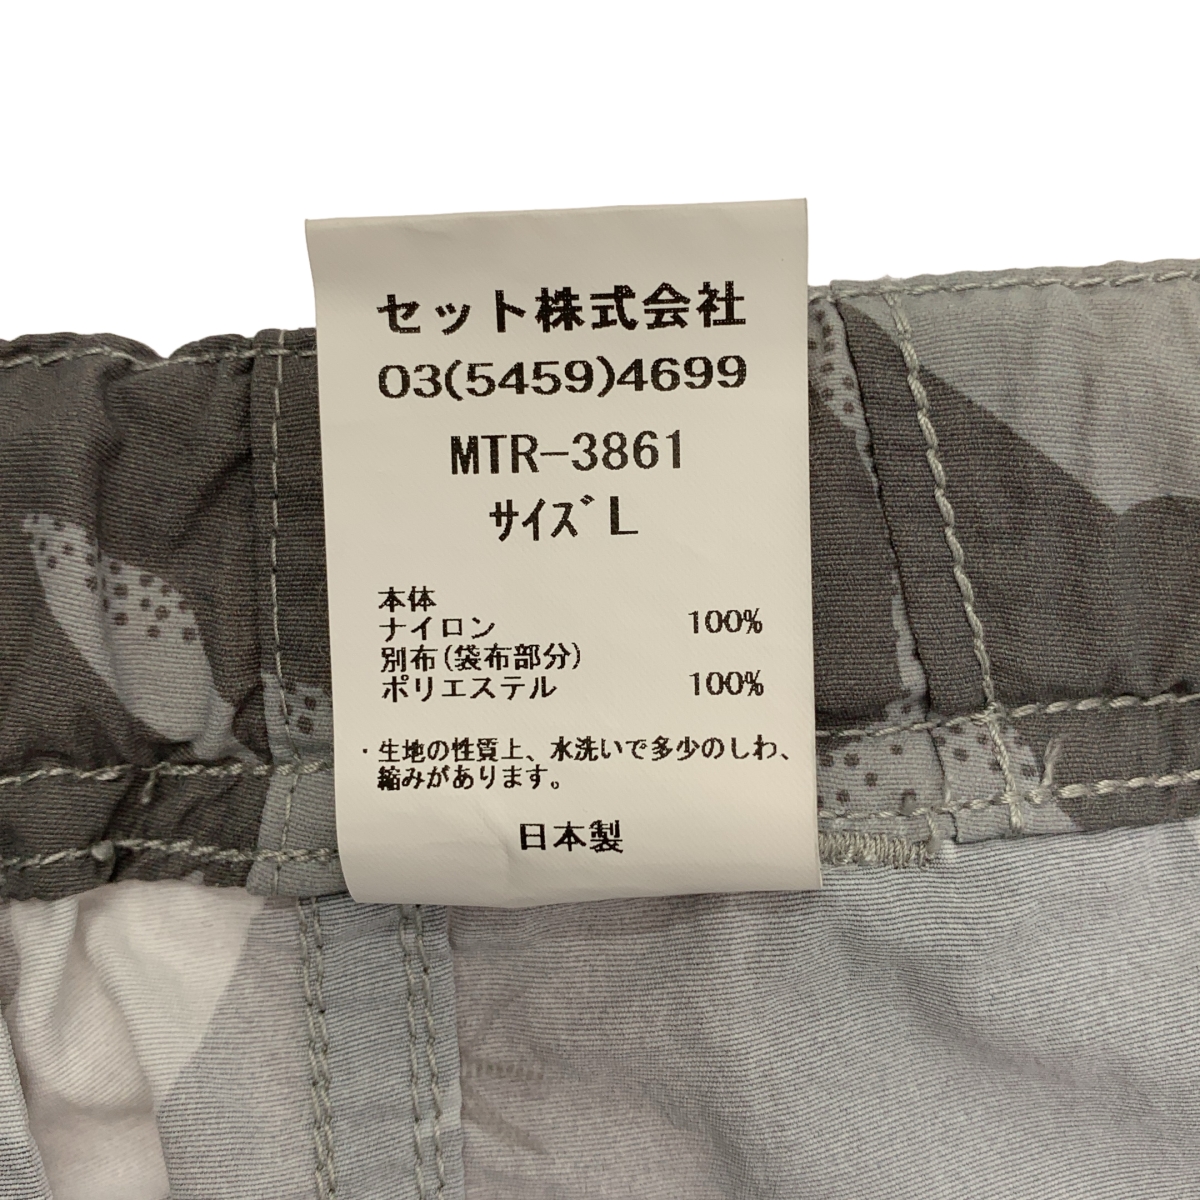 セット株式会社
03(5459)4699
MTR-3861
サイズ L
本体
ナイロン 100%
別布(袋布部分)
ポリエステル 100%
・生地の性質上、水洗いで多少のしわ、
縮みがあります。
日本製